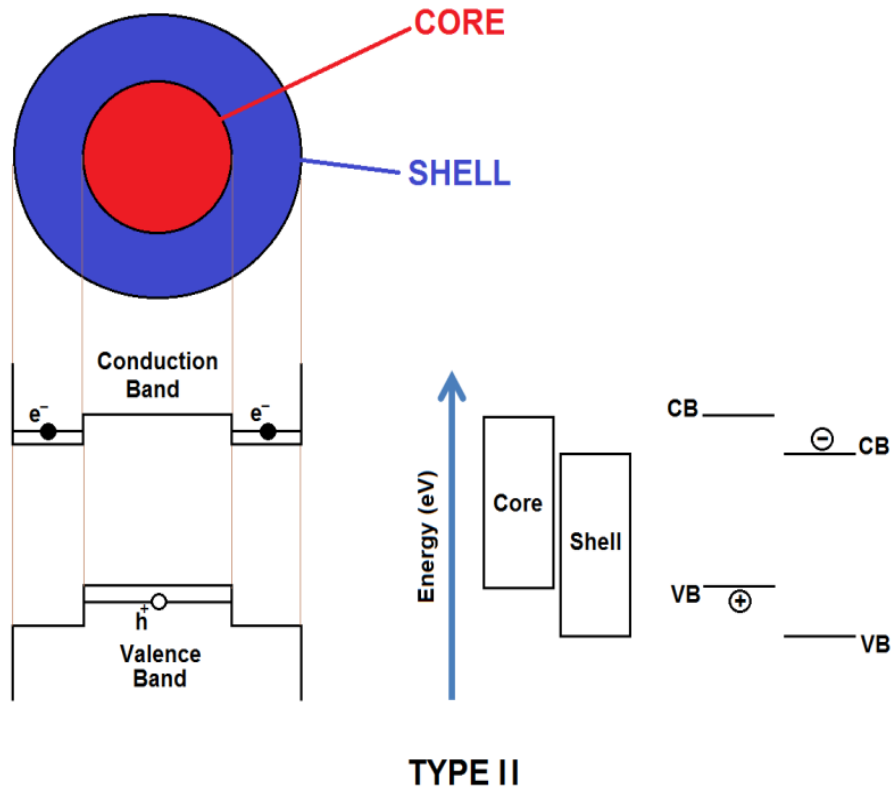 CORE
SHELL
Conduction
Band
e⁻
e⁻
h⁺
Valence
Band
Energy (eV)
Core
Shell
CB
−
CB
VB
+
VB
TYPE II